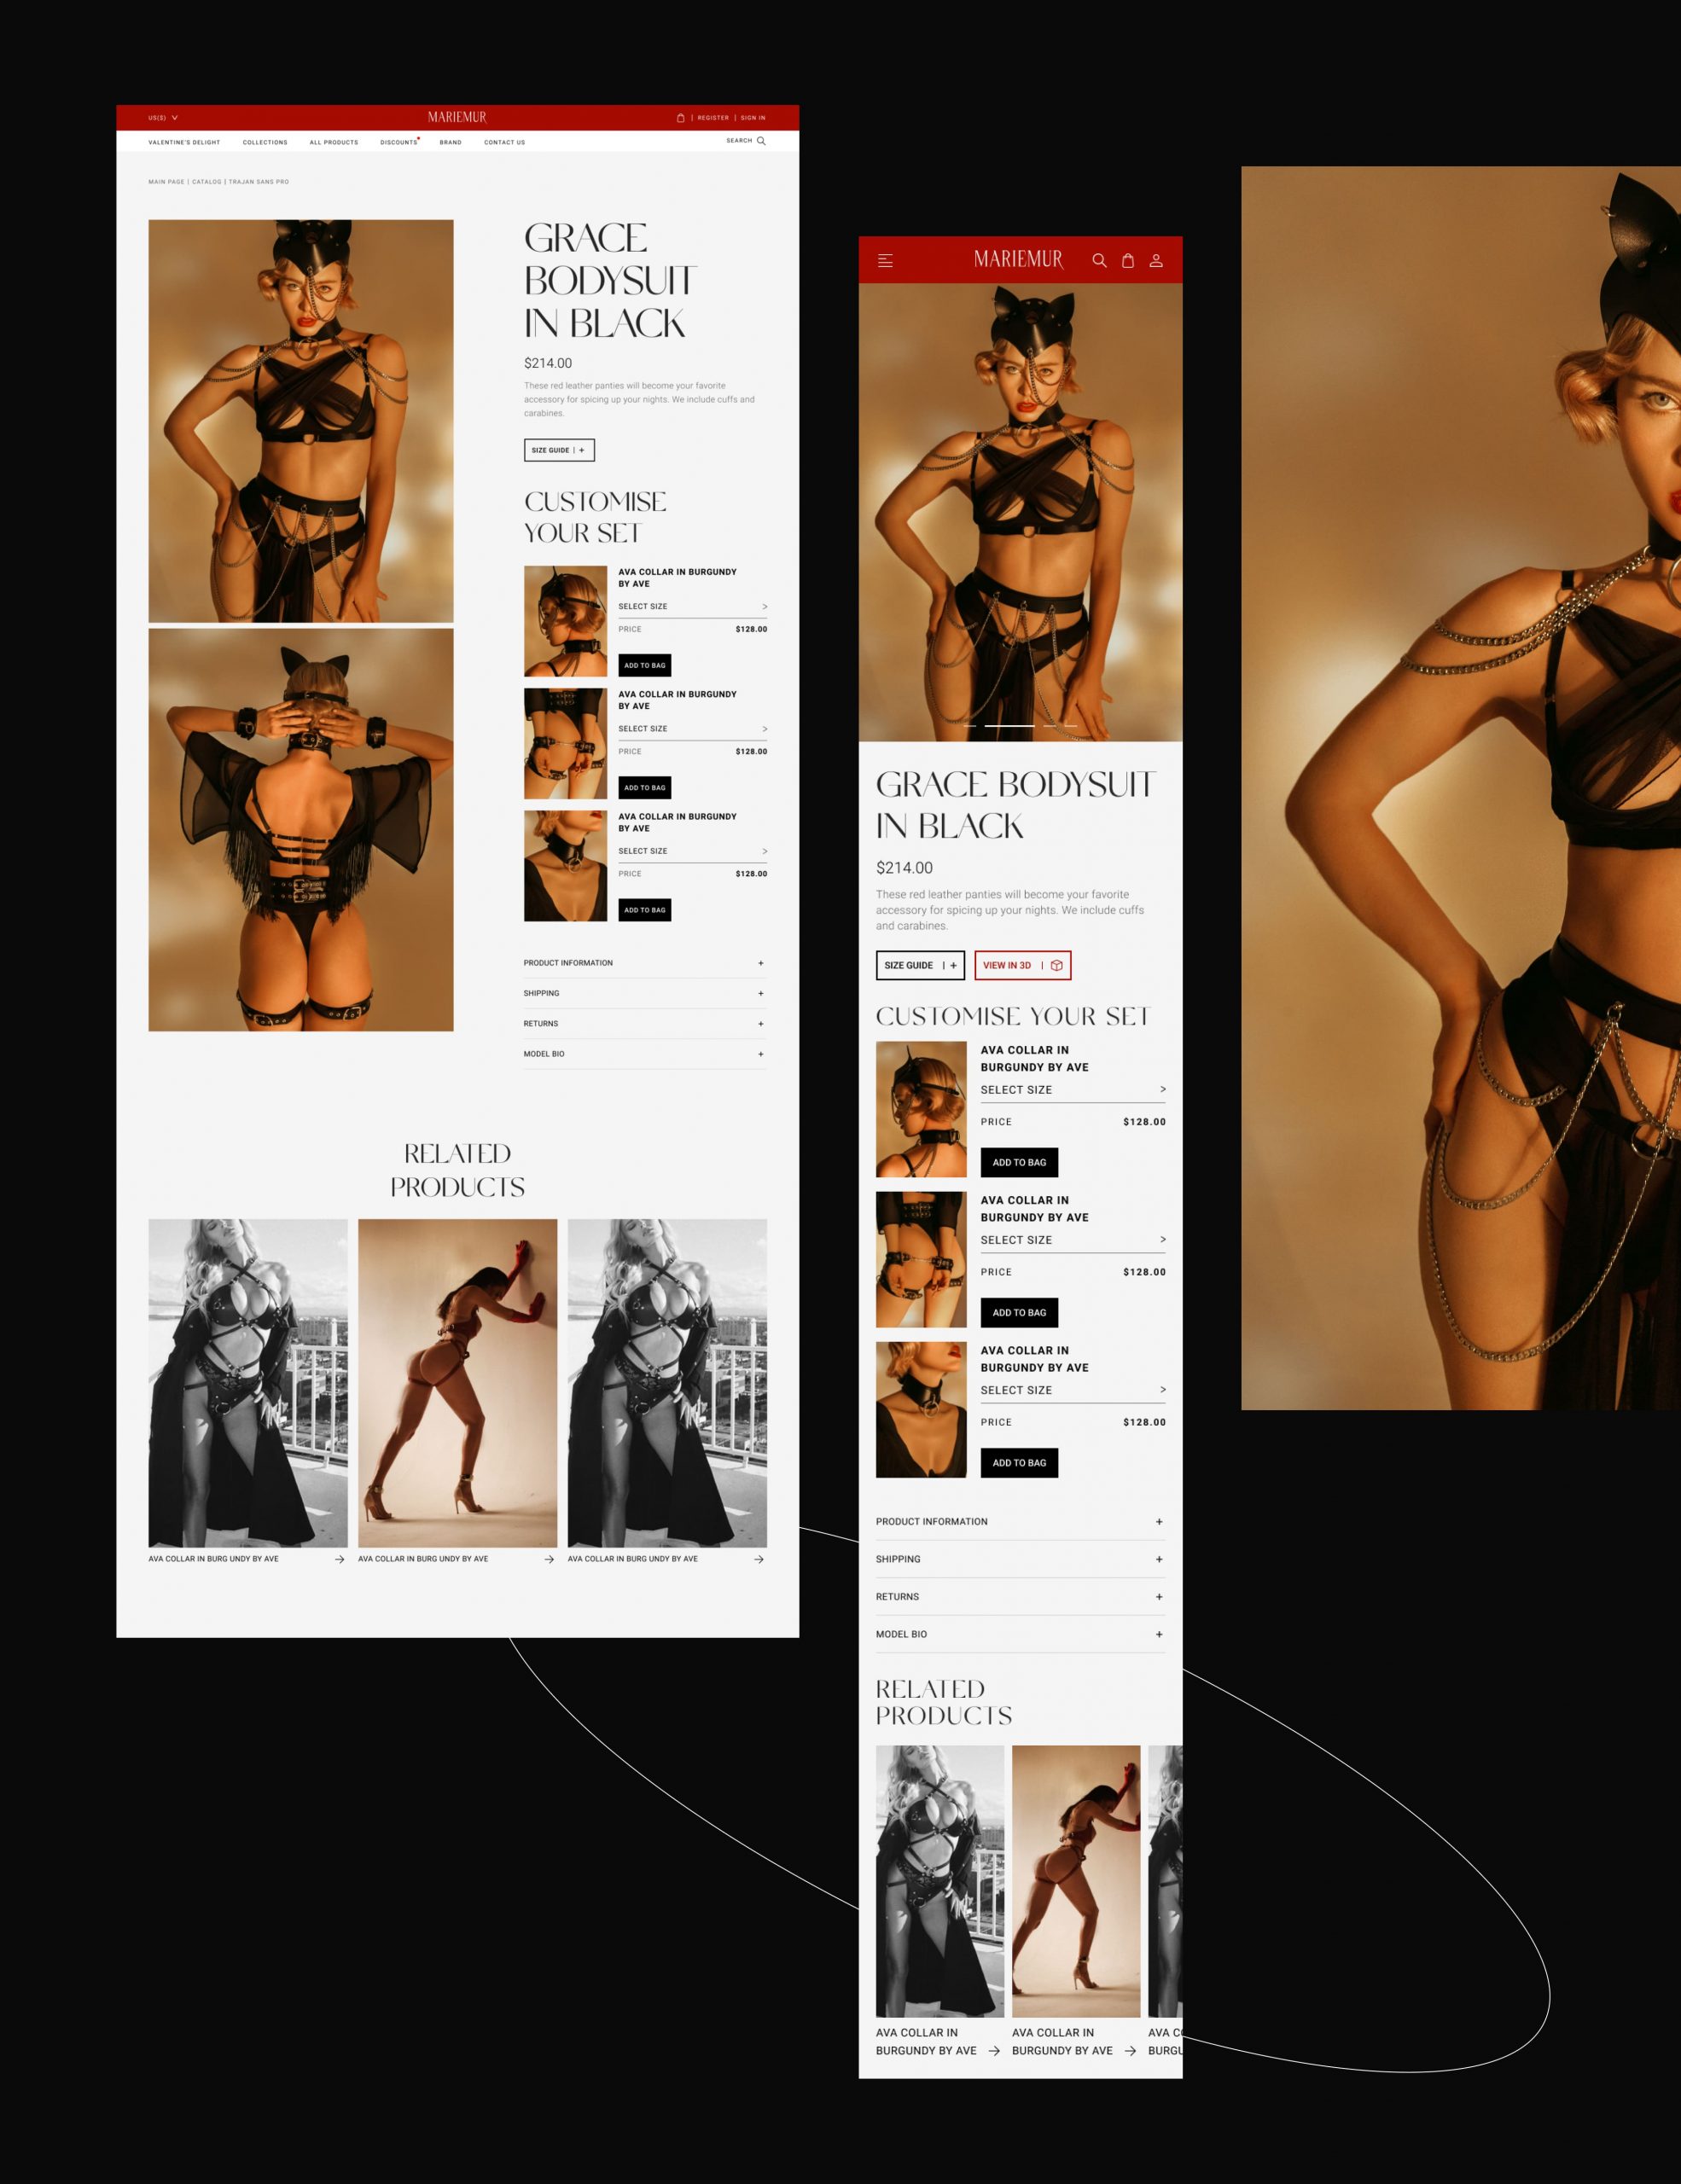 US($)
MARIEMUR
REGISTER | SIGN IN
VALENTINE'S DELIGHT
COLLECTIONS
ALL PRODUCTS
DISCOUNTS
BRAND
CONTACT US
SEARCH
MAIN PAGE | CATALOG | TRAJAN SANS PRO
GRACE
BODYSUIT
IN BLACK
$214.00
These red leather panties will become your favorite
accessory for spicing up your nights. We include cuffs and
carabines.
SIZE GUIDE | +
CUSTOMISE
YOUR SET
AVA COLLAR IN BURGUNDY
BY AVE
SELECT SIZE >
PRICE $128.00
ADD TO BAG
AVA COLLAR IN BURGUNDY
BY AVE
SELECT SIZE >
PRICE $128.00
ADD TO BAG
AVA COLLAR IN BURGUNDY
BY AVE
SELECT SIZE >
PRICE $128.00
ADD TO BAG
PRODUCT INFORMATION +
SHIPPING +
RETURNS +
MODEL BIO +
RELATED
PRODUCTS
AVA COLLAR IN BURG UNDY BY AVE
AVA COLLAR IN BURG UNDY BY AVE
AVA COLLAR IN BURG UNDY BY AVE
MARIEMUR
GRACE BODYSUIT
IN BLACK
$214.00
These red leather panties will become your favorite
accessory for spicing up your nights. We include cuffs
and carabines.
SIZE GUIDE | +
VIEW IN 3D |
CUSTOMISE YOUR SET
AVA COLLAR IN
BURGUNDY BY AVE
SELECT SIZE >
PRICE $128.00
ADD TO BAG
AVA COLLAR IN
BURGUNDY BY AVE
SELECT SIZE >
PRICE $128.00
ADD TO BAG
AVA COLLAR IN
BURGUNDY BY AVE
SELECT SIZE >
PRICE $128.00
ADD TO BAG
PRODUCT INFORMATION +
SHIPPING +
RETURNS +
MODEL BIO +
RELATED
PRODUCTS
AVA COLLAR IN
BURGUNDY BY AVE
AVA COLLAR IN
BURGUNDY BY AVE
AVA